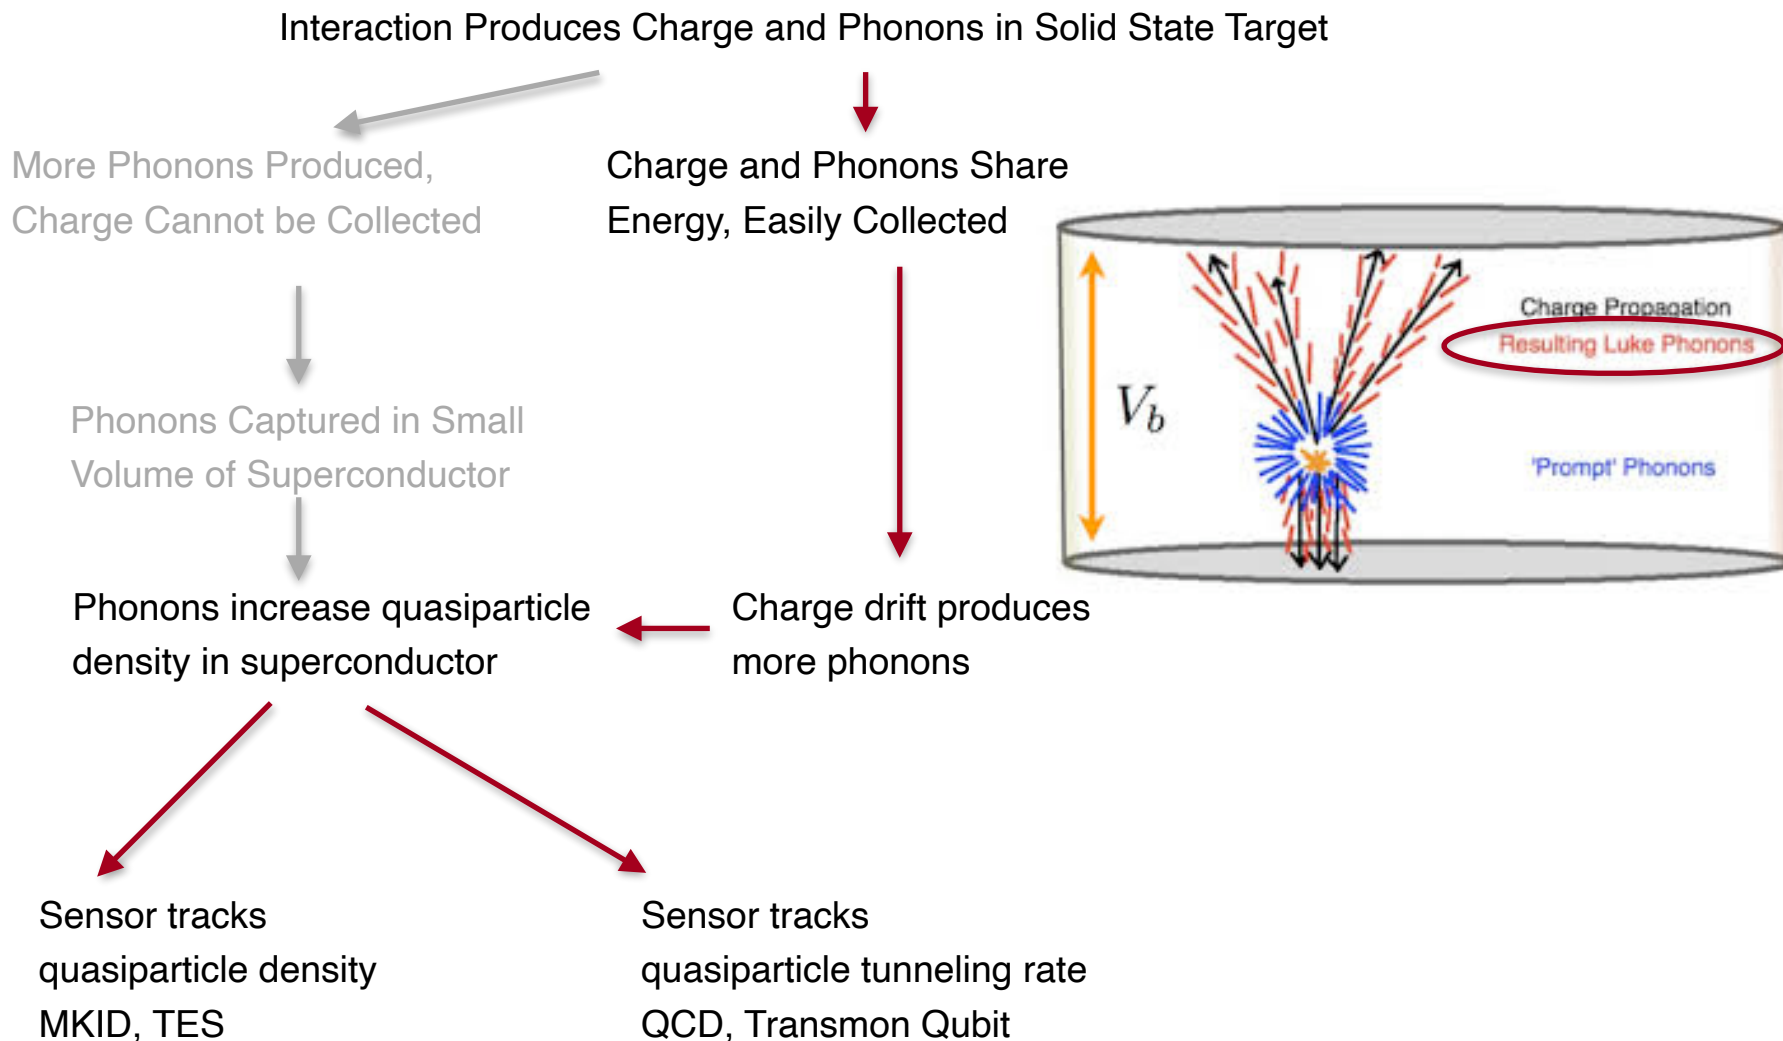 Interaction Produces Charge and Phonons in Solid State Target
More Phonons Produced,
Charge Cannot be Collected
Charge and Phonons Share
Energy, Easily Collected
Charge Propagation
Resulting Luke Phonons
V_b
'Prompt' Phonons
Phonons Captured in Small
Volume of Superconductor
Phonons increase quasiparticle
density in superconductor
Charge drift produces
more phonons
Sensor tracks
quasiparticle density
MKID, TES
Sensor tracks
quasiparticle tunneling rate
QCD, Transmon Qubit